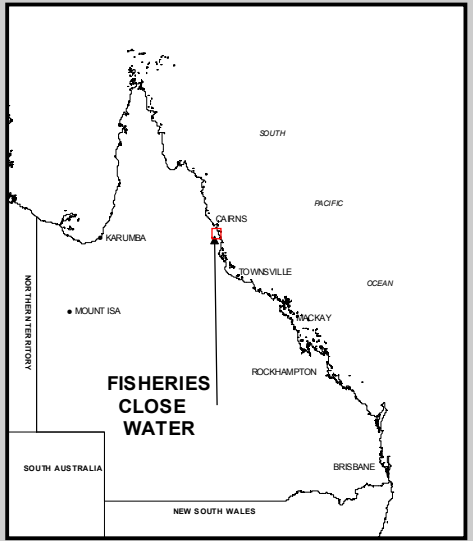 SOUTH
PACIFIC
CAIRNS
KARUMBA
TOWNSVILLE
OCEAN
NORTHERN TERRITORY
MOUNT ISA
MACKAY
ROCKHAMPTON
FISHERIES
CLOSE
WATER
SOUTH AUSTRALIA
BRISBANE
NEW SOUTH WALES